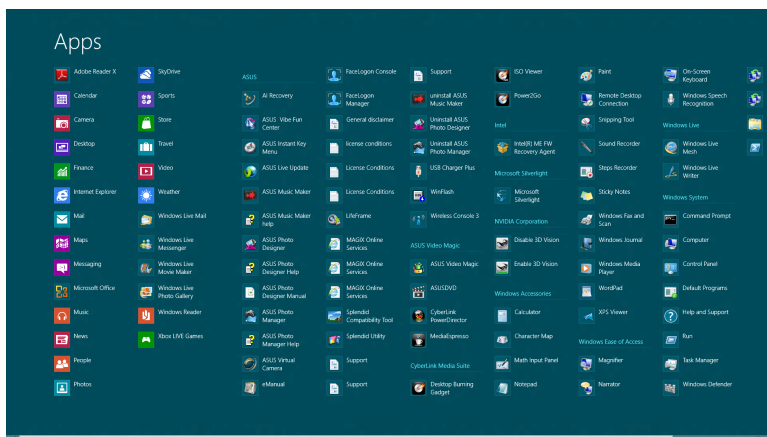 Apps
Adobe Reader X
Calendar
Camera
Desktop
Finance
Internet Explorer
Mail
Maps
Messaging
Microsoft Office
Music
News
People
Photos
SkyDrive
Sports
Store
Travel
Video
Weather
Windows Live Mail
Windows Live
Messenger
Windows Live
Movie Maker
Windows Live
Photo Gallery
Windows Reader
Xbox LIVE Games
ASUS
AI Recovery
ASUS Vibe Fun
Center
ASUS Instant Key
Menu
ASUS Live Update
ASUS Music Maker
ASUS Music Maker
help
ASUS Photo
Designer
ASUS Photo
Designer Help
ASUS Photo
Designer Manual
ASUS Photo
Manager
ASUS Photo
Manager Help
ASUS Virtual
Camera
eManual
FaceLogon Console
FaceLogon
Manager
General disclaimer
license conditions
License Conditions
License Conditions
LifeFrame
MAGIX Online
Services
MAGIX Online
Services
MAGIX Online
Services
Splendid
Compatibility Tool
Splendid Utility
Support
Support
Support
uninstall ASUS
Music Maker
Uninstall ASUS
Photo Designer
Uninstall ASUS
Photo Manager
USB Charger Plus
WinFlash
Wireless Console 3
ASUS Video Magic
ASUS Video Magic
ASUSDVD
CyberLink
PowerDirector
MediaEspresso
CyberLink Media Suite
Desktop Burning
Gadget
ISO Viewer
Power2Go
Intel
Intel(R) ME FW
Recovery Agent
Microsoft Silverlight
Microsoft
Silverlight
NVIDIA Corporation
Disable 3D Vision
Enable 3D Vision
Windows Accessories
Calculator
Character Map
Math Input Panel
Notepad
Paint
Remote Desktop
Connection
Snipping Tool
Sound Recorder
Steps Recorder
Sticky Notes
Windows Fax and
Scan
Windows Journal
Windows Media
Player
WordPad
XPS Viewer
Windows Ease of Access
Magnifier
Narrator
On-Screen
Keyboard
Windows Speech
Recognition
Windows Live
Windows Live
Mesh
Windows Live
Writer
Windows System
Command Prompt
Computer
Control Panel
Default Programs
Help and Support
Run
Task Manager
Windows Defender